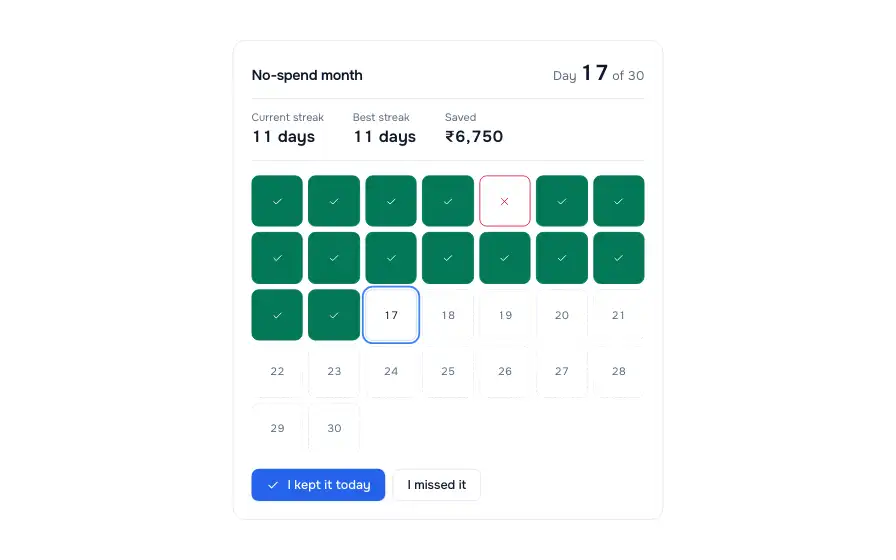 No-spend month
Day 17 of 30
Current streak Best streak Saved
11 days 11 days ₹6,750
17 18 19 20 21
22 23 24 25 26 27 28
29 30
I kept it today I missed it